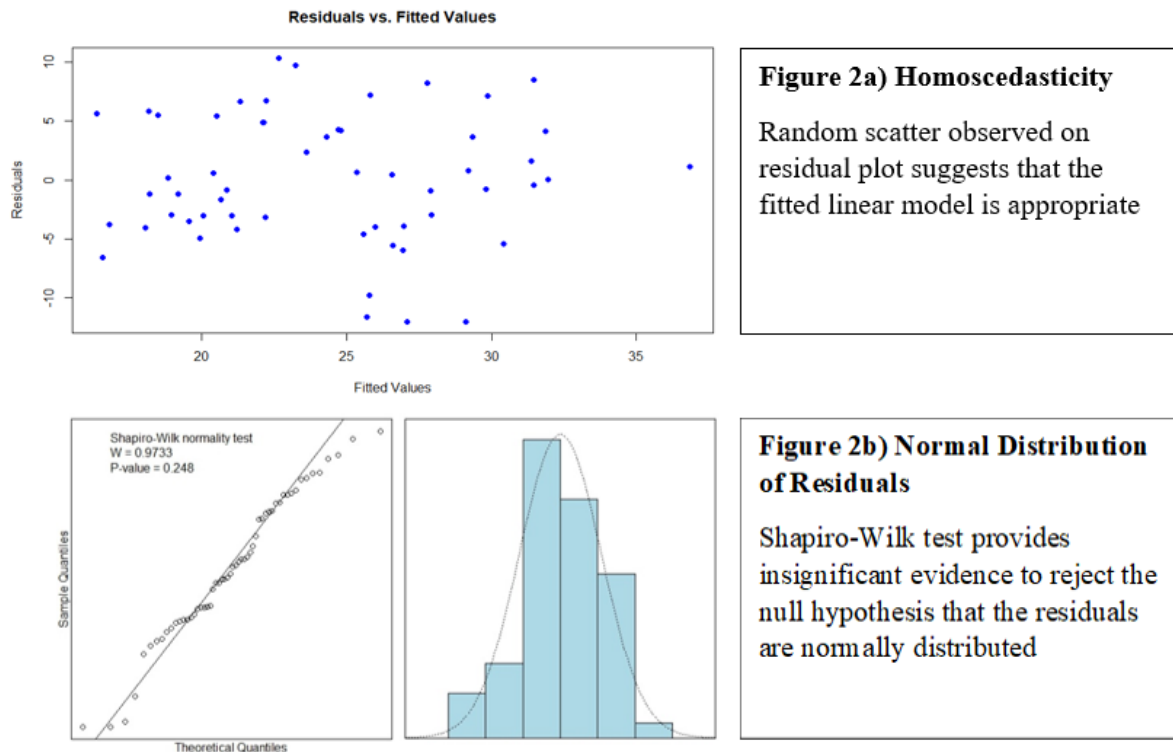 Residuals vs. Fitted Values
Residuals
10
5
0
-5
-10
20
25
30
35
Fitted Values
Figure 2a) Homoscedasticity
Random scatter observed on
residual plot suggests that the
fitted linear model is appropriate
Shapiro-Wilk normality test
W = 0.9733
P-value = 0.248
Sample Quantiles
Theoretical Quantiles
Figure 2b) Normal Distribution
of Residuals
Shapiro-Wilk test provides
insignificant evidence to reject the
null hypothesis that the residuals
are normally distributed